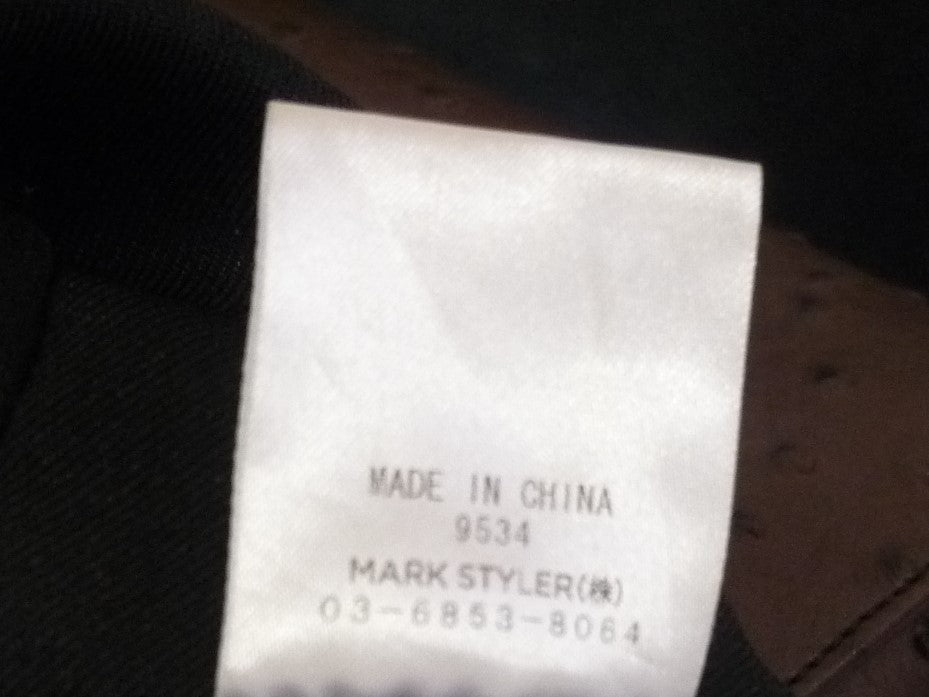 MADE IN CHINA
9534
MARK STYLER(株)
03-6853-8064